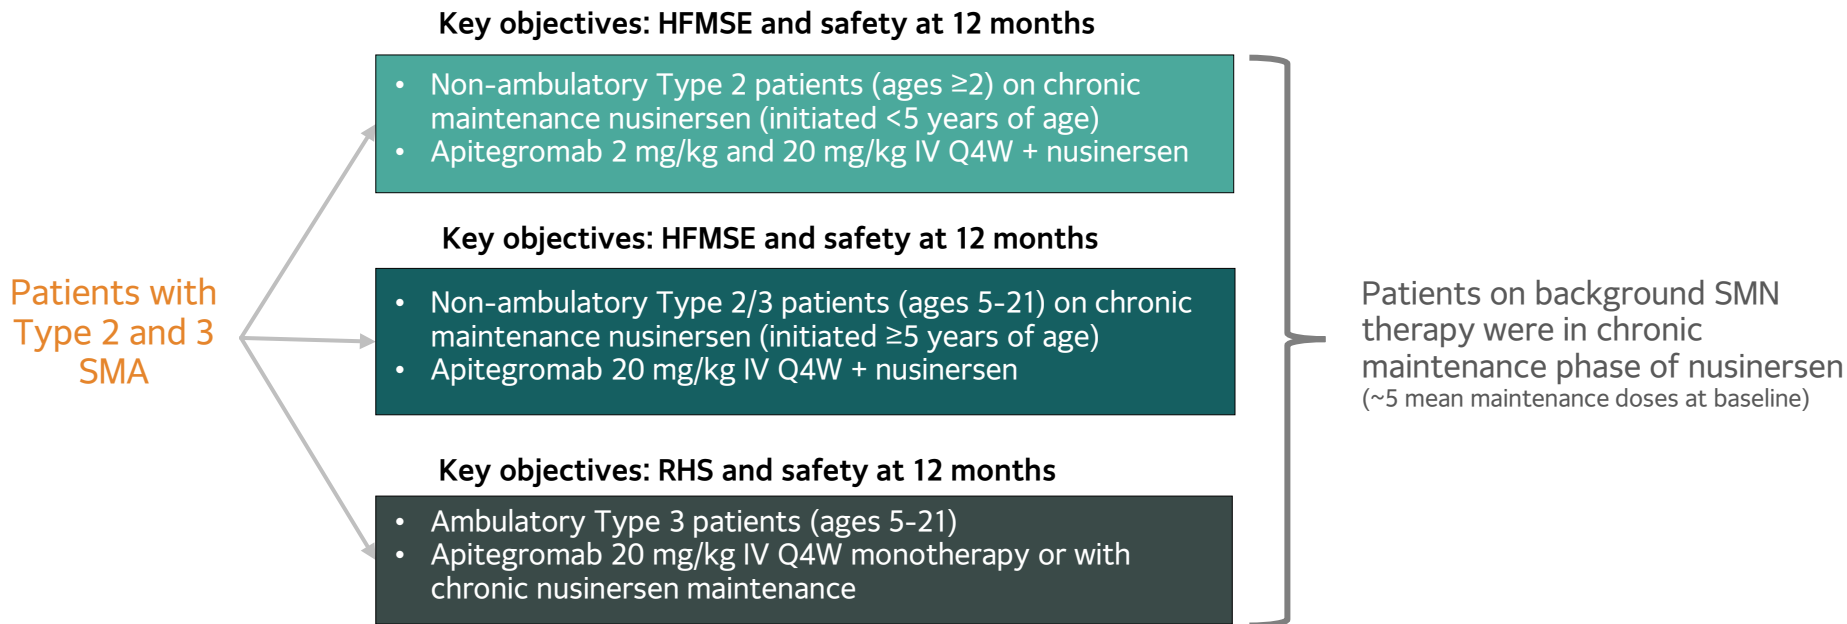 Key objectives: HFMSE and safety at 12 months
• Non-ambulatory Type 2 patients (ages ≥2) on chronic
maintenance nusinersen (initiated <5 years of age)
• Apitegromab 2 mg/kg and 20 mg/kg IV Q4W + nusinersen
Key objectives: HFMSE and safety at 12 months
Patients with
Type 2 and 3
SMA
• Non-ambulatory Type 2/3 patients (ages 5-21) on chronic
maintenance nusinersen (initiated ≥5 years of age)
• Apitegromab 20 mg/kg IV Q4W + nusinersen
Key objectives: RHS and safety at 12 months
• Ambulatory Type 3 patients (ages 5-21)
• Apitegromab 20 mg/kg IV Q4W monotherapy or with
chronic nusinersen maintenance
Patients on background SMN
therapy were in chronic
maintenance phase of nusinersen
(~5 mean maintenance doses at baseline)